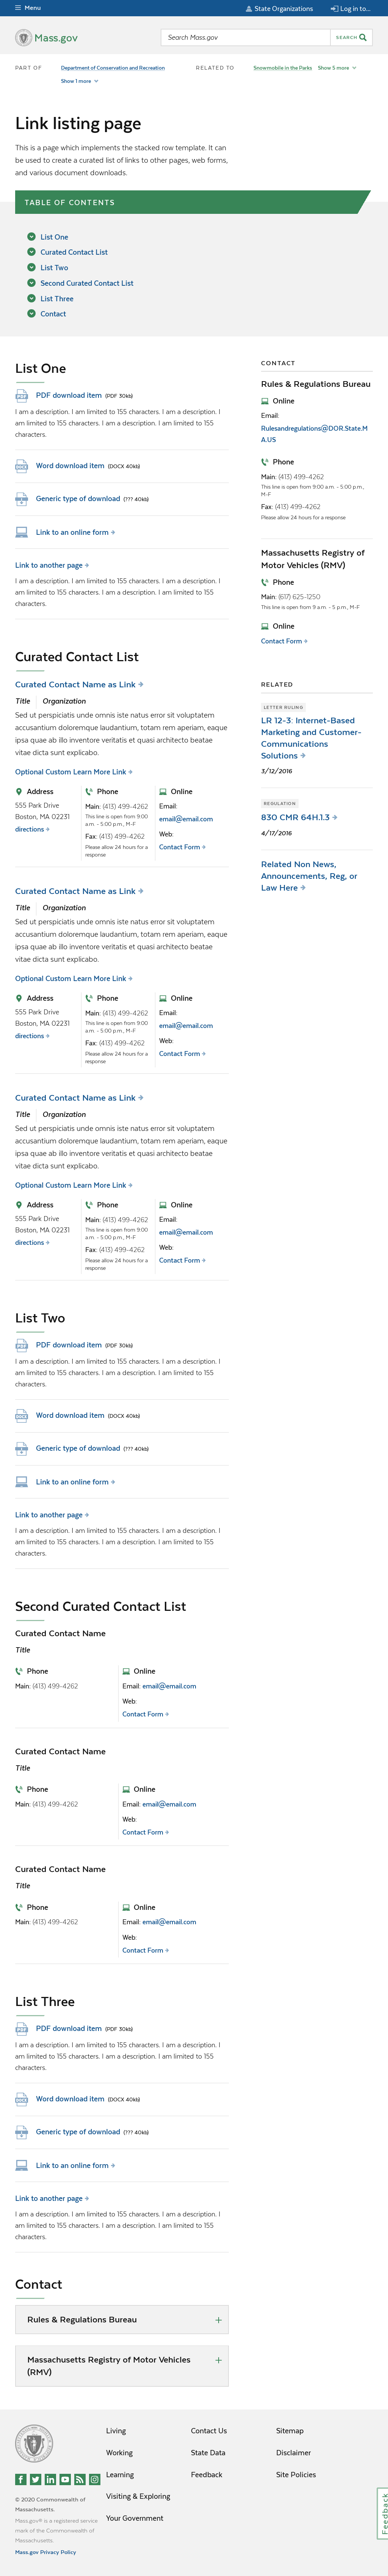 Menu
State Organizations
Log in to...
Mass.gov
Search Mass.gov
SEARCH
PART OF
Department of Conservation and Recreation
Show 1 more
RELATED TO
Snowmobile in the Parks
Show 5 more
Link listing page
This is a page which implements the stacked row template. It can
be used to create a curated list of links to other pages, web forms,
and various document downloads.
TABLE OF CONTENTS
List One
Curated Contact List
List Two
Second Curated Contact List
List Three
Contact
List One
PDF download item (PDF 30kb)
I am a description. I am limited to 155 characters. I am a description. I
am limited to 155 characters. I am a description. I am limited to 155
characters.
Word download item (DOCX 40kb)
Generic type of download (??? 40kb)
Link to an online form
Link to another page
I am a description. I am limited to 155 characters. I am a description. I
am limited to 155 characters. I am a description. I am limited to 155
characters.
Curated Contact List
Curated Contact Name as Link
Title Organization
Sed ut perspiciatis unde omnis iste natus error sit voluptatem
accusantium doloremque laudantium, totam rem aperiam, eaque
ipsa quae ab illo inventore veritatis et quasi architecto beatae
vitae dicta sunt explicabo.
Optional Custom Learn More Link
Address
555 Park Drive
Boston, MA 02231
directions
Phone
Main: (413) 499-4262
This line is open from 9:00
a.m. - 5:00 p.m., M-F
Fax: (413) 499-4262
Please allow 24 hours for a
response
Online
Email:
email@email.com
Web:
Contact Form
Curated Contact Name as Link
Title Organization
Sed ut perspiciatis unde omnis iste natus error sit voluptatem
accusantium doloremque laudantium, totam rem aperiam, eaque
ipsa quae ab illo inventore veritatis et quasi architecto beatae
vitae dicta sunt explicabo.
Optional Custom Learn More Link
Address
555 Park Drive
Boston, MA 02231
directions
Phone
Main: (413) 499-4262
This line is open from 9:00
a.m. - 5:00 p.m., M-F
Fax: (413) 499-4262
Please allow 24 hours for a
response
Online
Email:
email@email.com
Web:
Contact Form
Curated Contact Name as Link
Title Organization
Sed ut perspiciatis unde omnis iste natus error sit voluptatem
accusantium doloremque laudantium, totam rem aperiam, eaque
ipsa quae ab illo inventore veritatis et quasi architecto beatae
vitae dicta sunt explicabo.
Optional Custom Learn More Link
Address
555 Park Drive
Boston, MA 02231
directions
Phone
Main: (413) 499-4262
This line is open from 9:00
a.m. - 5:00 p.m., M-F
Fax: (413) 499-4262
Please allow 24 hours for a
response
Online
Email:
email@email.com
Web:
Contact Form
List Two
PDF download item (PDF 30kb)
I am a description. I am limited to 155 characters. I am a description. I
am limited to 155 characters. I am a description. I am limited to 155
characters.
Word download item (DOCX 40kb)
Generic type of download (??? 40kb)
Link to an online form
Link to another page
I am a description. I am limited to 155 characters. I am a description. I
am limited to 155 characters. I am a description. I am limited to 155
characters.
Second Curated Contact List
Curated Contact Name
Title
Phone
Main: (413) 499-4262
Online
Email: email@email.com
Web:
Contact Form
Curated Contact Name
Title
Phone
Main: (413) 499-4262
Online
Email: email@email.com
Web:
Contact Form
Curated Contact Name
Title
Phone
Main: (413) 499-4262
Online
Email: email@email.com
Web:
Contact Form
List Three
PDF download item (PDF 30kb)
I am a description. I am limited to 155 characters. I am a description. I
am limited to 155 characters. I am a description. I am limited to 155
characters.
Word download item (DOCX 40kb)
Generic type of download (??? 40kb)
Link to an online form
Link to another page
I am a description. I am limited to 155 characters. I am a description. I
am limited to 155 characters. I am a description. I am limited to 155
characters.
Contact
Rules & Regulations Bureau
Massachusetts Registry of Motor Vehicles
(RMV)
CONTACT
Rules & Regulations Bureau
Online
Email:
Rulesandregulations@DOR.State.M
A.US
Phone
Main: (413) 499-4262
This line is open from 9:00 a.m. - 5:00 p.m.,
M-F
Fax: (413) 499-4262
Please allow 24 hours for a response
Massachusetts Registry of
Motor Vehicles (RMV)
Phone
Main: (617) 625-1250
This line is open from 9 a.m. - 5 p.m., M-F
Online
Contact Form
RELATED
LETTER RULING
LR 12-3: Internet-Based
Marketing and Customer-
Communications
Solutions
3/12/2016
REGULATION
830 CMR 64H.1.3
4/17/2016
Related Non News,
Announcements, Reg, or
Law Here
Living
Working
Learning
Visiting & Exploring
Your Government
Contact Us
State Data
Feedback
Sitemap
Disclaimer
Site Policies
© 2020 Commonwealth of
Massachusetts.
Mass.gov® is a registered service
mark of the Commonwealth of
Massachusetts.
Mass.gov Privacy Policy
Feedback